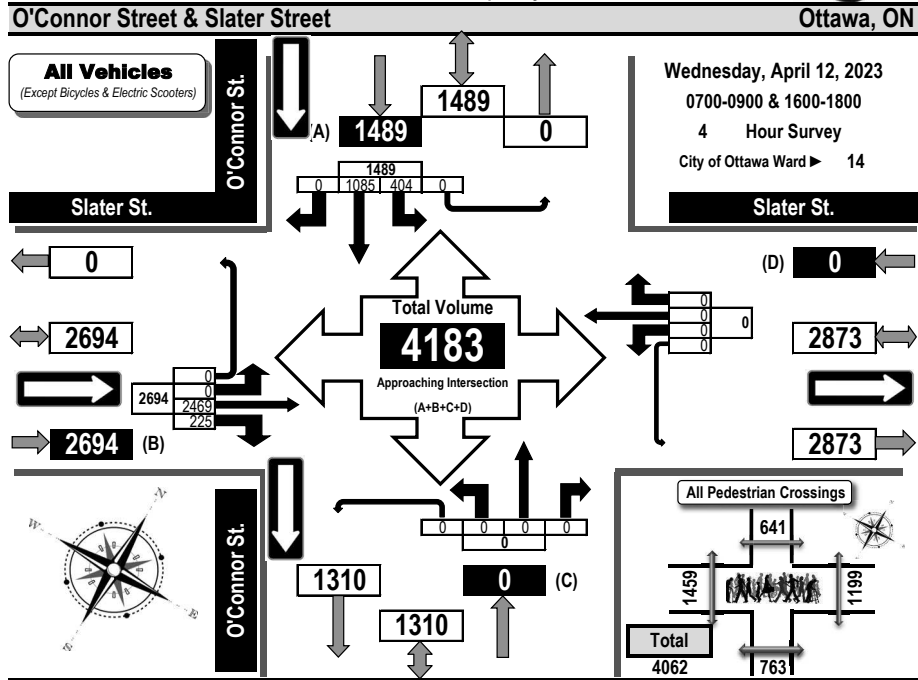 O'Connor Street & Slater Street
Ottawa, ON
All Vehicles
(Except Bicycles & Electric Scooters)
O'Connor St.
Slater St.
(A)
1489
1489
0
1489
0 1085 404 0
Wednesday, April 12, 2023
0700-0900 & 1600-1800
4 Hour Survey
City of Ottawa Ward ► 14
Slater St.
0
2694
2694
0
0
2469
225
2694 (B)
Total Volume
4183
Approaching Intersection
(A+B+C+D)
(D) 0
0
0
0
0
0
2873
2873
N
W
E
S
O'Connor St.
0 0 0 0
0
1310
0 (C)
1310
All Pedestrian Crossings
641
1459
1199
Total
4062
763